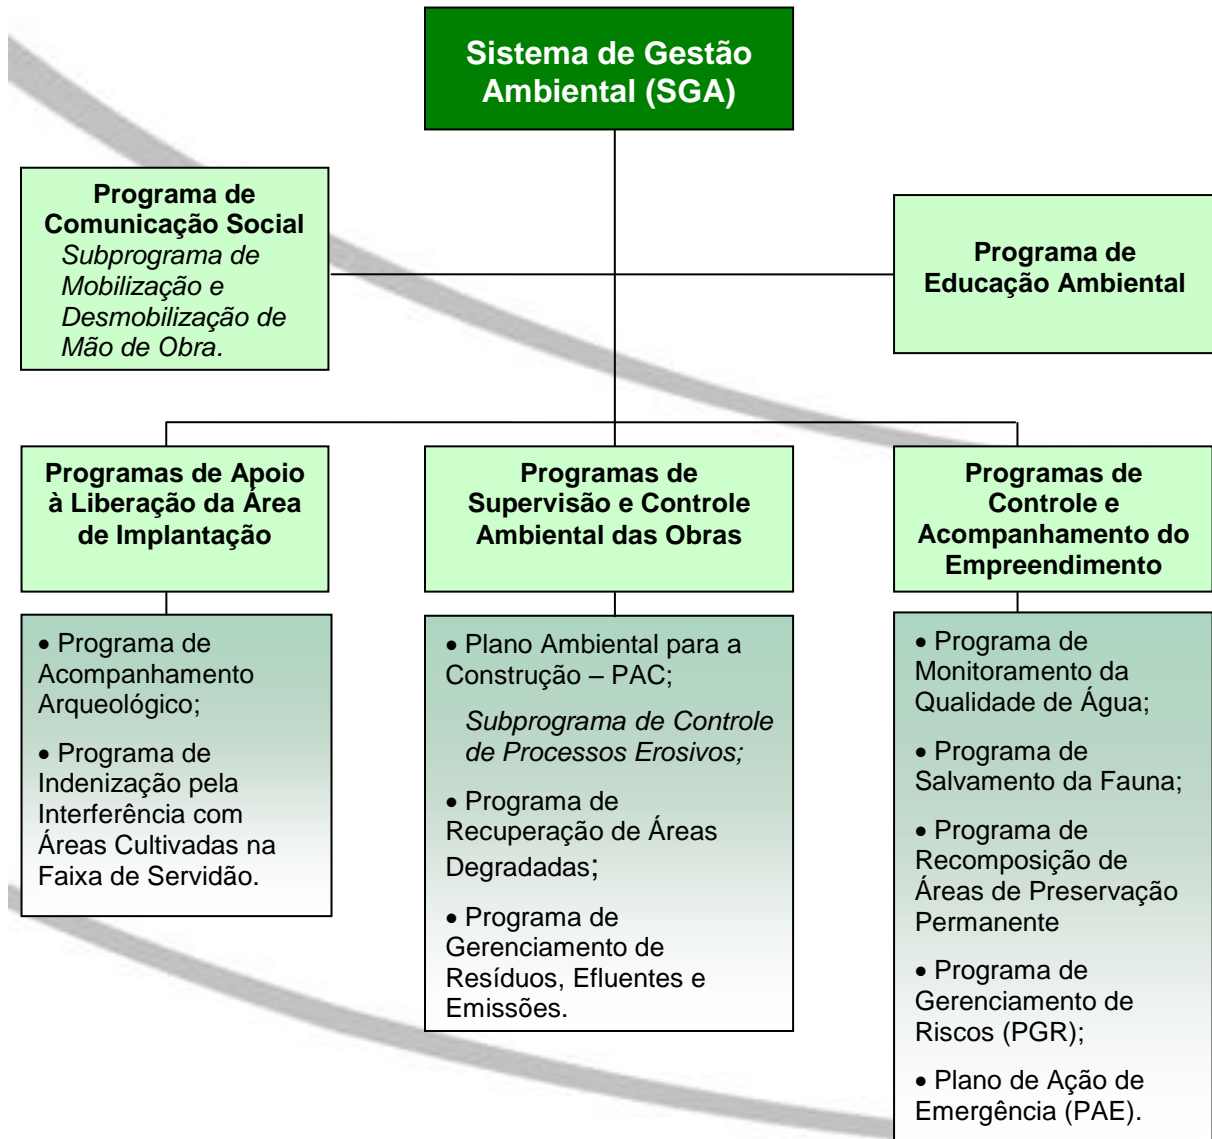 Sistema de Gestão
Ambiental (SGA)
Programa de
Comunicação Social
Subprograma de
Mobilização e
Desmobilização de
Mão de Obra.
Programa de
Educação Ambiental
Programas de Apoio
à Liberação da Área
de Implantação
Programas de
Supervisão e Controle
Ambiental das Obras
Programas de
Controle e
Acompanhamento do
Empreendimento
• Programa de
Acompanhamento
Arqueológico;
• Programa de
Indenização pela
Interferência com
Áreas Cultivadas na
Faixa de Servidão.
• Plano Ambiental para a
Construção – PAC;
Subprograma de Controle
de Processos Erosivos;
• Programa de
Recuperação de Áreas
Degradadas;
• Programa de
Gerenciamento de
Resíduos, Efluentes e
Emissões.
• Programa de
Monitoramento da
Qualidade de Água;
• Programa de
Salvamento da Fauna;
• Programa de
Recomposição de
Áreas de Preservação
Permanente
• Programa de
Gerenciamento de
Riscos (PGR);
• Plano de Ação de
Emergência (PAE).